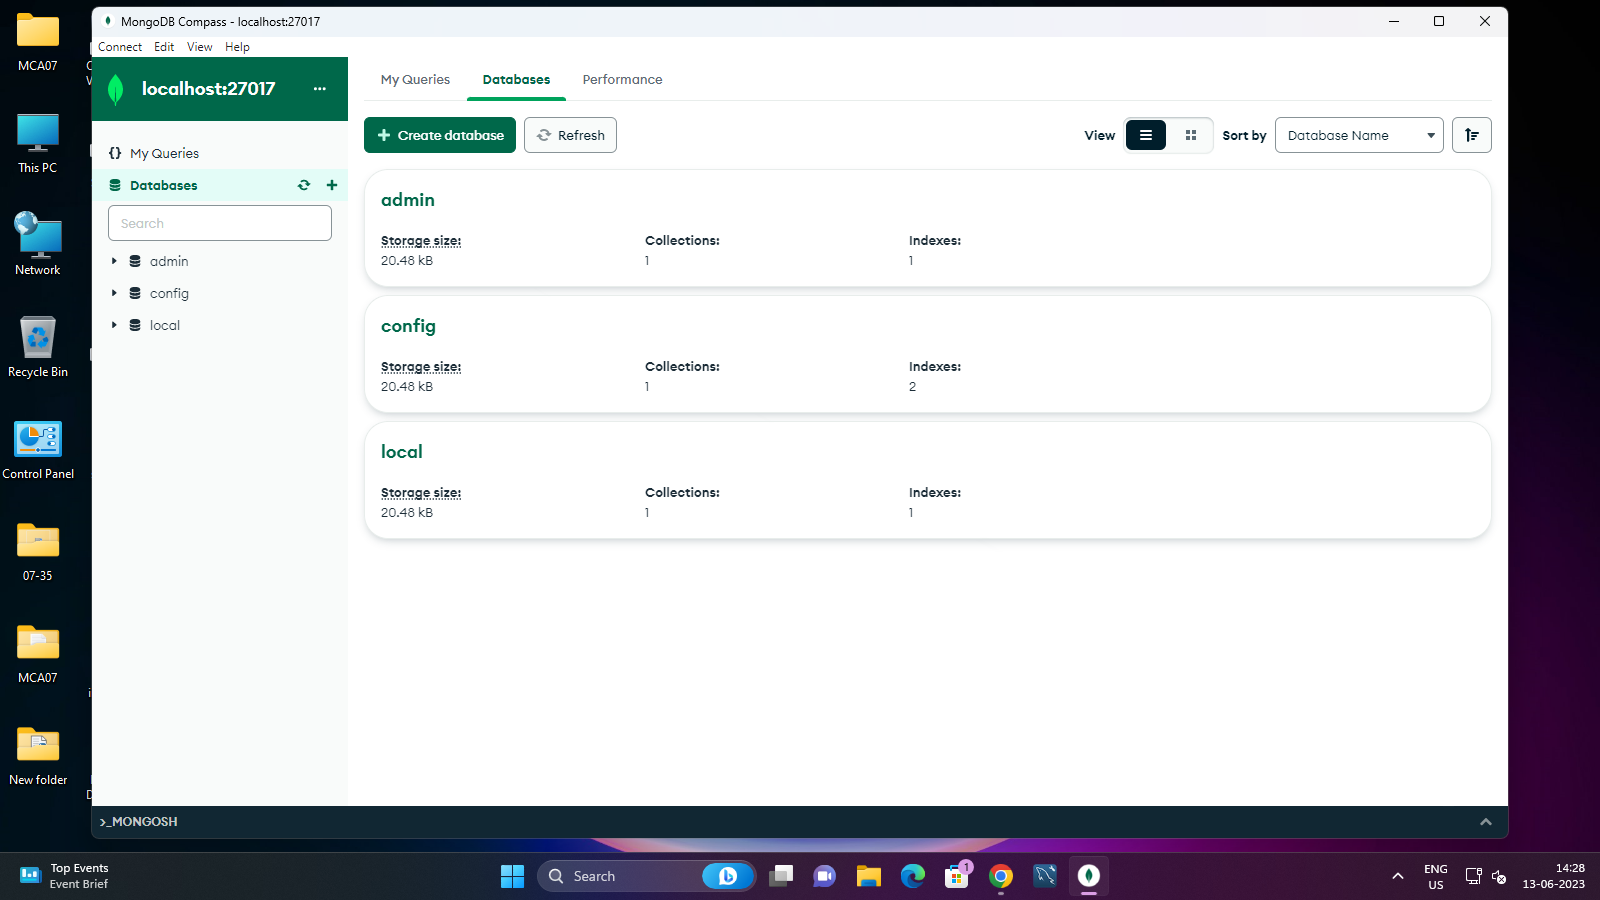 MCA07
This PC
Network
Recycle Bin
Control Panel
07-35
MCA07
New folder
MongoDB Compass - localhost:27017
Connect Edit View Help
localhost:27017 ...
{} My Queries
Databases
Search
admin
config
local
My Queries Databases Performance
+ Create database Refresh View Sort by Database Name
admin
Storage size: Collections: Indexes:
20.48 kB 1 1
config
Storage size: Collections: Indexes:
20.48 kB 1 2
local
Storage size: Collections: Indexes:
20.48 kB 1 1
>_MONGOSH
Top Events
Event Brief
Search
1
ENG
US
14:28
13-06-2023